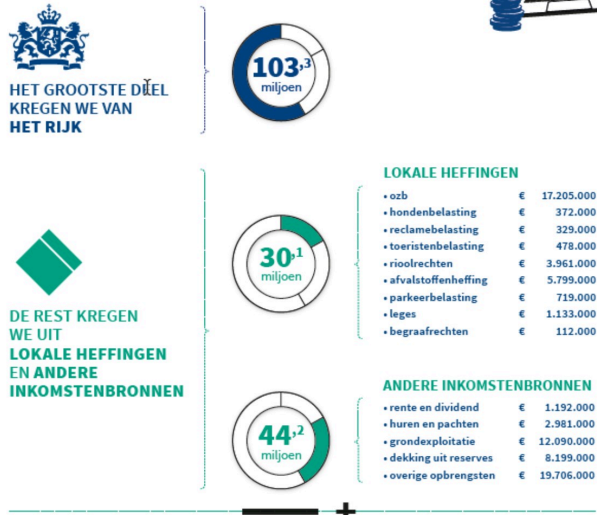 HET GROOTSTE DEEL
KREGEN WE VAN
HET RIJK
103,3
miljoen
DE REST KREGEN
WE UIT
LOKALE HEFFINGEN
EN ANDERE
INKOMSTENBRONNEN
30,1
miljoen
LOKALE HEFFINGEN
• ozb € 17.205.000
• hondenbelasting € 372.000
• reclamebelasting € 329.000
• toeristenbelasting € 478.000
• rioolrechten € 3.961.000
• afvalstoffenheffing € 5.799.000
• parkeerbelasting € 719.000
• leges € 1.133.000
• begraafrechten € 112.000
44,2
miljoen
ANDERE INKOMSTENBRONNEN
• rente en dividend € 1.192.000
• huren en pachten € 2.981.000
• grondexploitatie € 12.090.000
• dekking uit reserves € 8.199.000
• overige opbrengsten € 19.706.000